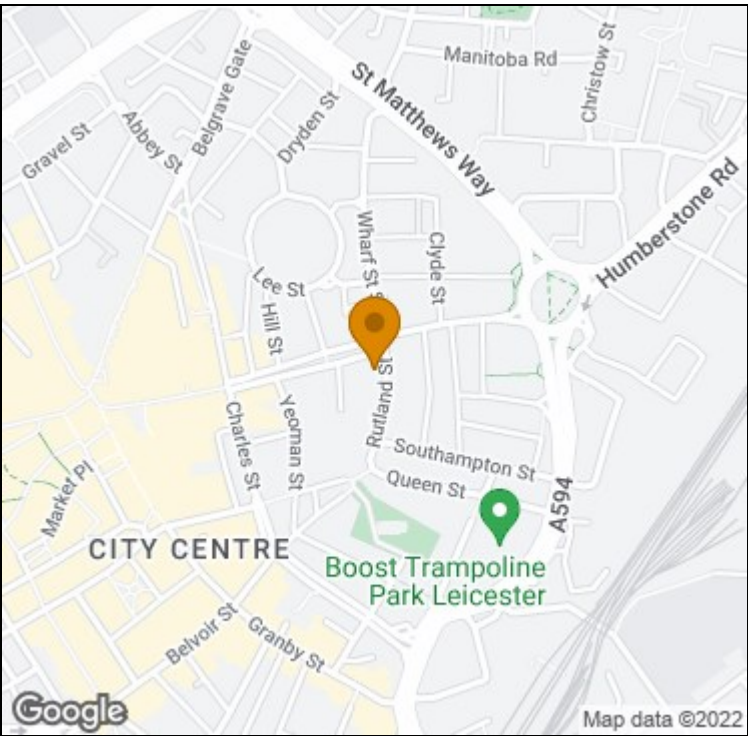 Manitoba Rd
Christow St
St Matthews Way
Belgrave Gate
Dryden St
Abbey St
Gravel St
Humberstone Rd
Wharf St S
Clyde St
Lee St
Hill St
Rutland St
Yeoman St
Charles St
Southampton St
Queen St
A594
Market Pl
CITY CENTRE
Boost Trampoline
Park Leicester
Belvoir St
Granby St
Google
Map data ©2022